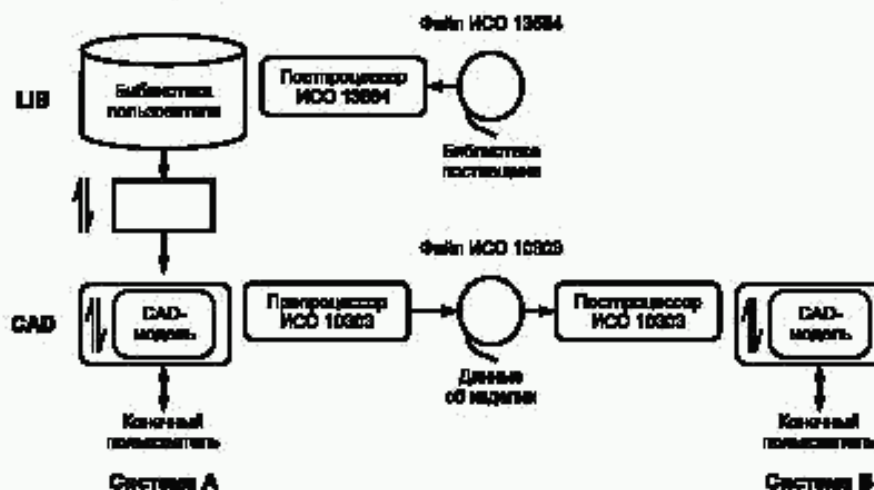 Файл ИСО 13584
LIB
Библиотека
пользователя
Постпроцессор
ИСО 13584
Библиотека
поставщика
Файл ИСО 10303
CAD
CAD-
модель
Препроцессор
ИСО 10303
Постпроцессор
ИСО 10303
CAD-
модель
Данные
об изделии
Конечный
пользователь
Конечный
пользователь
Система A
Система B